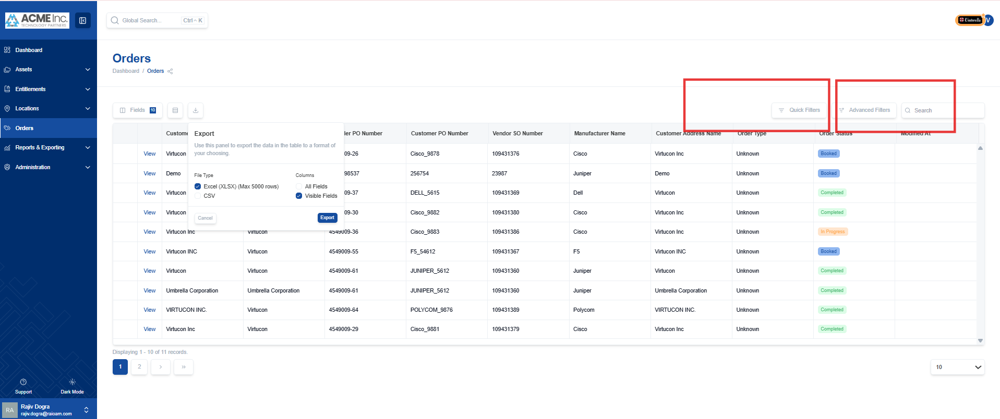 ACME Inc.
TECHNOLOGY PARTNERS
Global Search...
Ctrl ^ K
Umbrella
V
Dashboard
Assets
Entitlements
Locations
Orders
Reports & Exporting
Administration
Orders
Dashboard / Orders
Fields 10
Quick Filters
Advanced Filters
Search
Custome
ler PO Number
Customer PO Number
Vendor SO Number
Manufacturer Name
Customer Address Name
Order Type
Order Status
Modified At
Export
Use this panel to export the data in the table to a format of
your choosing.
File Type
Columns
Excel (XLSX) (Max 5000 rows)
All Fields
CSV
Visible Fields
Cancel
Export
View Virtucon 009-26 Cisco_9878 109431376 Cisco Virtucon Inc Unknown Booked
View Demo 98537 256754 23987 Juniper Demo Unknown Booked
View Virtucon 09-37 DELL_5615 109431369 Dell Virtucon Unknown Completed
View Virtucon 09-30 Cisco_9882 109431380 Cisco Virtucon Inc Unknown Completed
View Virtucon Inc Virtucon 4549009-36 Cisco_9883 109431386 Cisco Virtucon Inc Unknown In Progress
View Virtucon INC Virtucon 4549009-55 F5_54612 109431367 F5 Virtucon INC Unknown Booked
View Virtucon Virtucon 4549009-61 JUNIPER_5612 109431360 Juniper Virtucon Unknown Completed
View Umbrella Corporation Umbrella Corporation 4549009-61 JUNIPER_5612 109431360 Juniper Umbrella Corporation Unknown Completed
View VIRTUCON INC. Virtucon 4549009-64 POLYCOM_9876 109431389 Polycom VIRTUCON INC. Unknown Completed
View Virtucon Inc Virtucon 4549009-29 Cisco_9881 109431379 Cisco Virtucon Inc Unknown Completed
Displaying 1 - 10 of 11 records.
1 2 › »
10
Support
Dark Mode
RA
Rajiv Dogra
rajiv.dogra@raioam.com